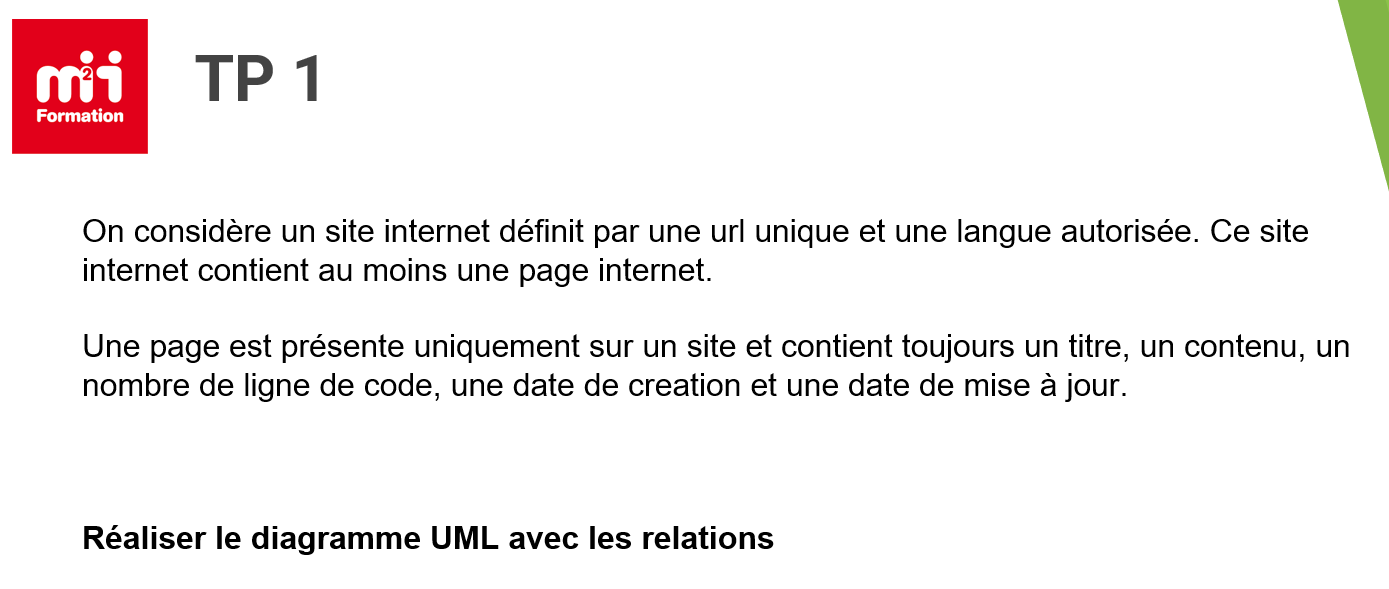 m2i
Formation
TP 1
On considère un site internet définit par une url unique et une langue autorisée. Ce site
internet contient au moins une page internet.
Une page est présente uniquement sur un site et contient toujours un titre, un contenu, un
nombre de ligne de code, une date de creation et une date de mise à jour.
Réaliser le diagramme UML avec les relations